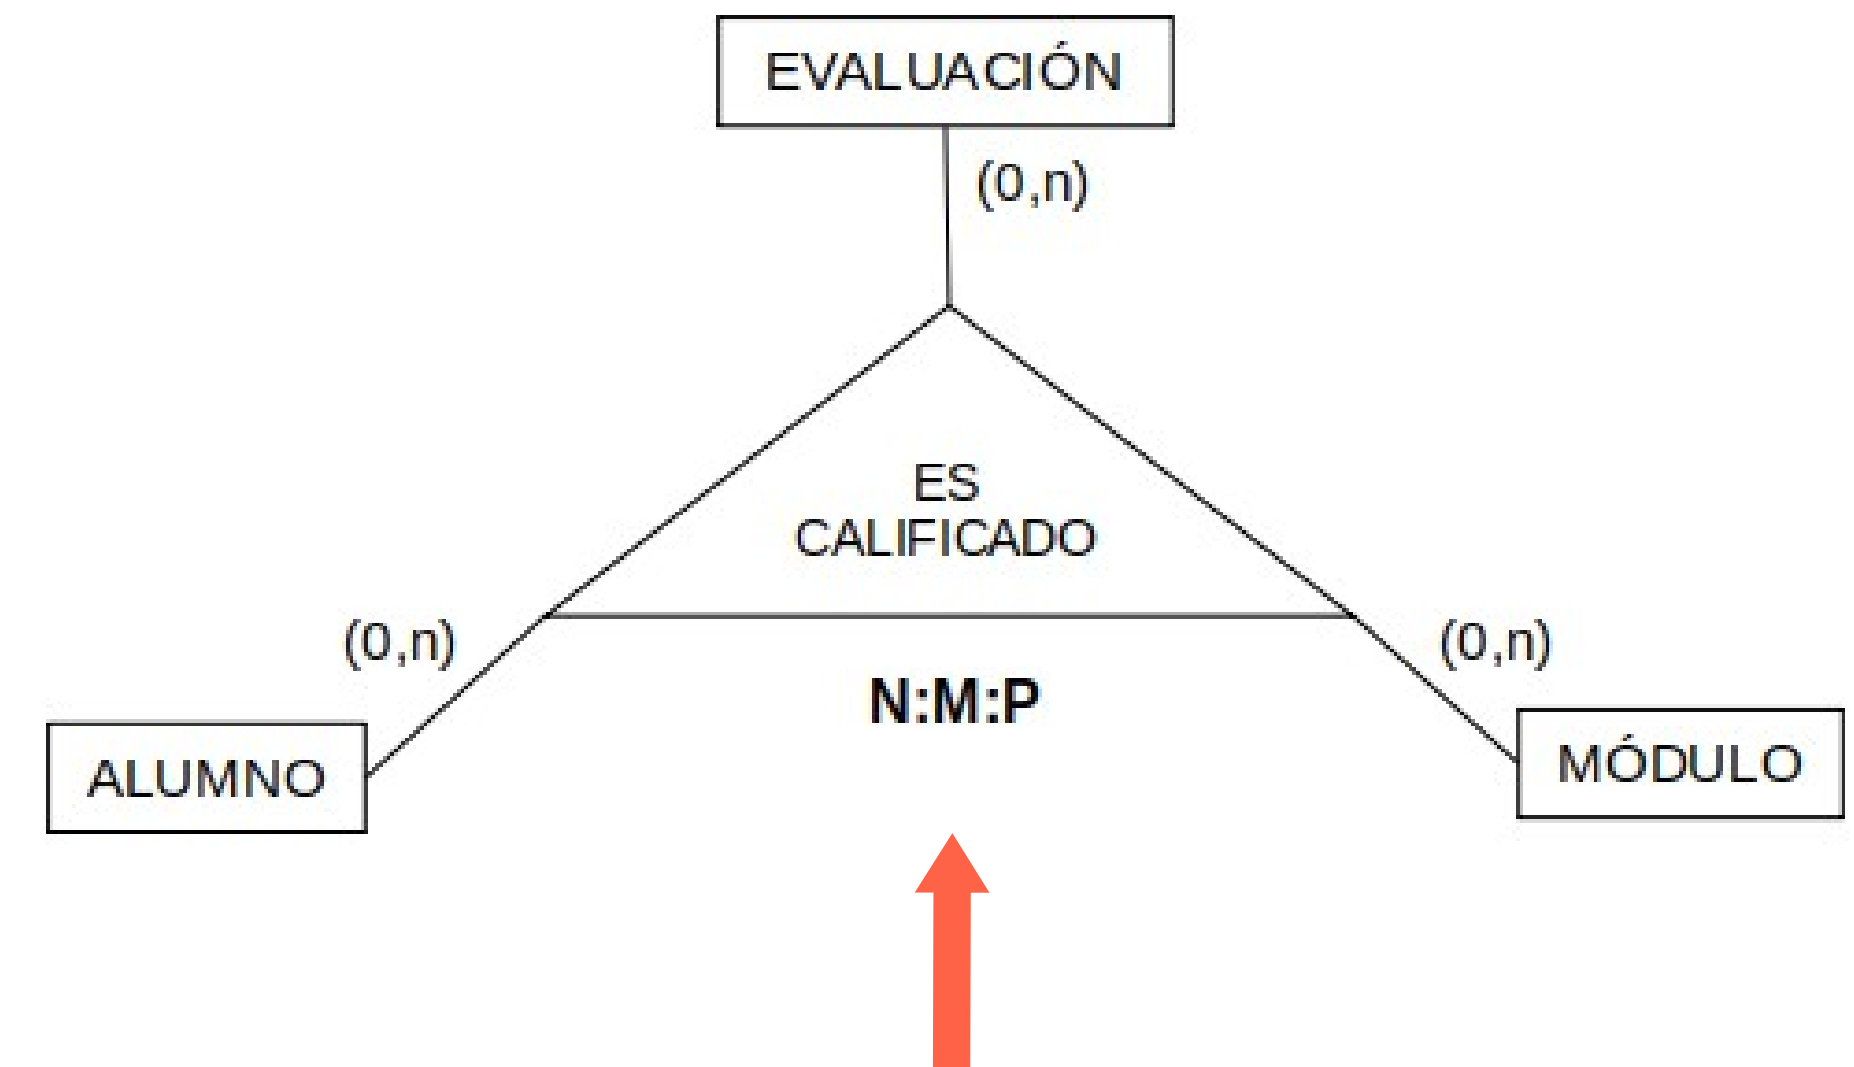 EVALUACIÓN
(0,n)
ES
CALIFICADO
(0,n)
(0,n)
N:M:P
ALUMNO
MÓDULO